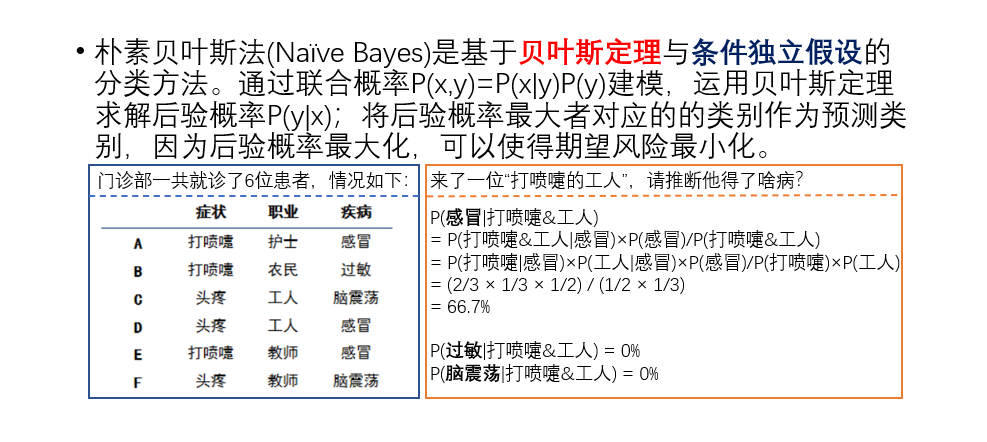 • 朴素贝叶斯法(Naïve Bayes)是基于贝叶斯定理与条件独立假设的
分类方法。通过联合概率P(x,y)=P(x|y)P(y)建模，运用贝叶斯定理
求解后验概率P(y|x)；将后验概率最大者对应的的类别作为预测类
别，因为后验概率最大化，可以使得期望风险最小化。
门诊部一共就诊了6位患者，情况如下：
症状 职业 疾病
A 打喷嚏 护士 感冒
B 打喷嚏 农民 过敏
C 头疼 工人 脑震荡
D 头疼 工人 感冒
E 打喷嚏 教师 感冒
F 头疼 教师 脑震荡
来了一位“打喷嚏的工人”，请推断他得了啥病？
P(感冒|打喷嚏&工人)
= P(打喷嚏&工人|感冒)×P(感冒)/P(打喷嚏&工人)
= P(打喷嚏|感冒)×P(工人|感冒)×P(感冒)/P(打喷嚏)×P(工人)
= (2/3 × 1/3 × 1/2) / (1/2 × 1/3)
= 66.7%
P(过敏|打喷嚏&工人) = 0%
P(脑震荡|打喷嚏&工人) = 0%